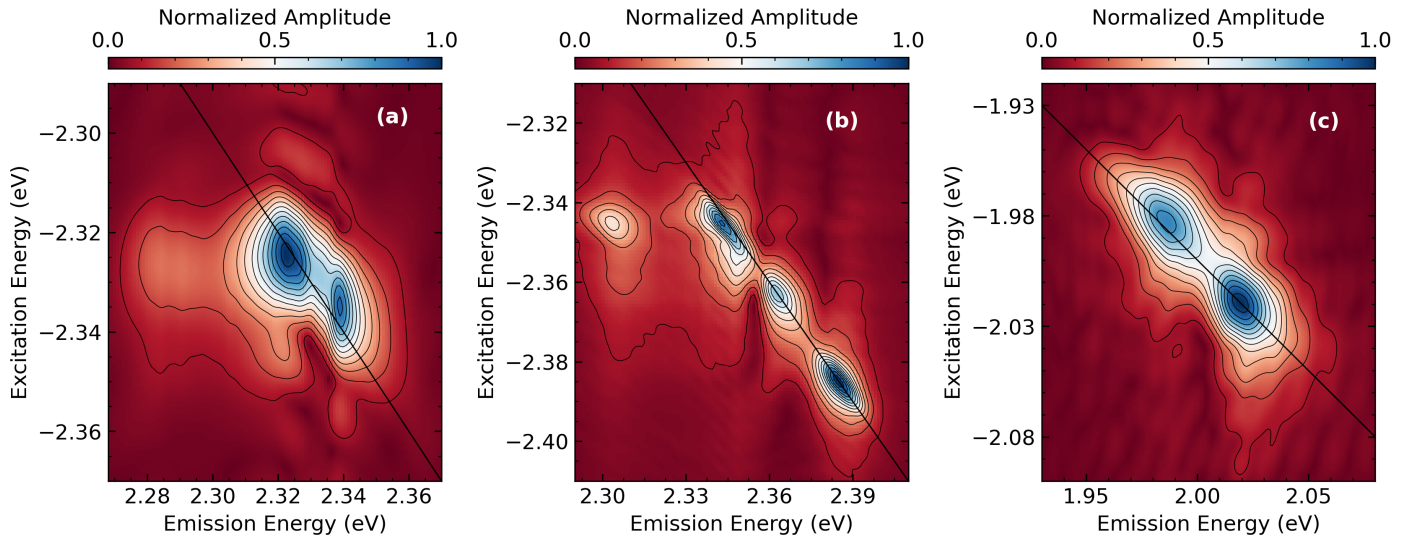 Normalized Amplitude Normalized Amplitude Normalized Amplitude
0.0 0.5 1.0 0.0 0.5 1.0 0.0 0.5 1.0
(a)
−2.30
−2.32
−2.34
−2.36
Excitation Energy (eV)
2.28 2.30 2.32 2.34 2.36
Emission Energy (eV)
(b)
−2.32
−2.34
−2.36
−2.38
−2.40
Excitation Energy (eV)
2.30 2.33 2.36 2.39
Emission Energy (eV)
(c)
−1.93
−1.98
−2.03
−2.08
Excitation Energy (eV)
1.95 2.00 2.05
Emission Energy (eV)